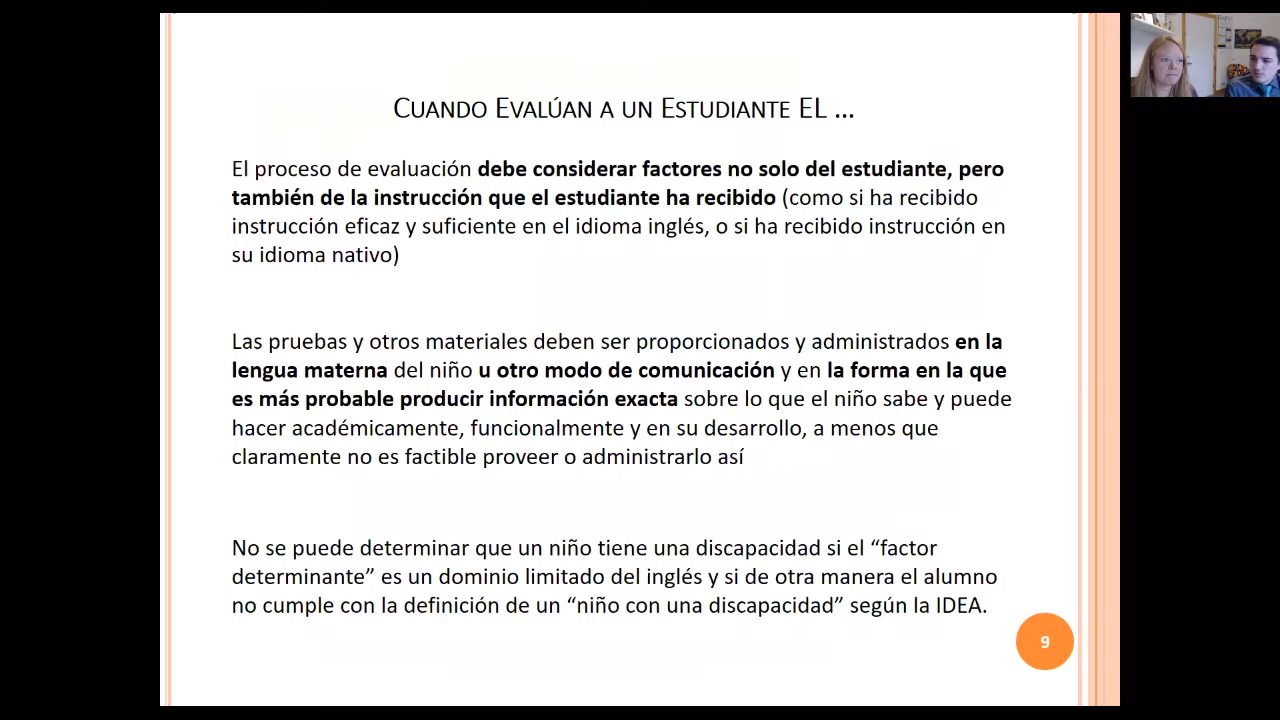 CUANDO EVALÚAN A UN ESTUDIANTE EL ...
El proceso de evaluación debe considerar factores no solo del estudiante, pero
también de la instrucción que el estudiante ha recibido (como si ha recibido
instrucción eficaz y suficiente en el idioma inglés, o si ha recibido instrucción en
su idioma nativo)
Las pruebas y otros materiales deben ser proporcionados y administrados en la
lengua materna del niño u otro modo de comunicación y en la forma en la que
es más probable producir información exacta sobre lo que el niño sabe y puede
hacer académicamente, funcionalmente y en su desarrollo, a menos que
claramente no es factible proveer o administrarlo así
No se puede determinar que un niño tiene una discapacidad si el “factor
determinante” es un dominio limitado del inglés y si de otra manera el alumno
no cumple con la definición de un “niño con una discapacidad” según la IDEA.
9